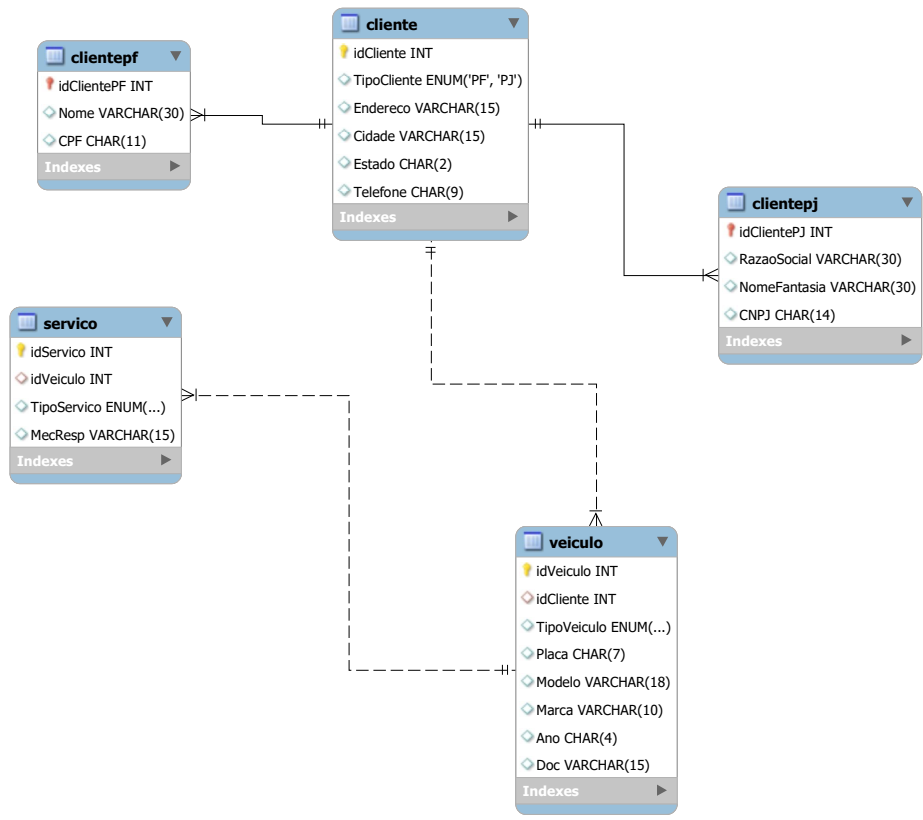 clientepf
idClientePF INT
Nome VARCHAR(30)
CPF CHAR(11)
Indexes
cliente
idCliente INT
TipoCliente ENUM('PF', 'PJ')
Endereco VARCHAR(15)
Cidade VARCHAR(15)
Estado CHAR(2)
Telefone CHAR(9)
Indexes
clientepj
idClientePJ INT
RazaoSocial VARCHAR(30)
NomeFantasia VARCHAR(30)
CNPJ CHAR(14)
Indexes
servico
idServico INT
idVeiculo INT
TipoServico ENUM(...)
MecResp VARCHAR(15)
Indexes
veiculo
idVeiculo INT
idCliente INT
TipoVeiculo ENUM(...)
Placa CHAR(7)
Modelo VARCHAR(18)
Marca VARCHAR(10)
Ano CHAR(4)
Doc VARCHAR(15)
Indexes